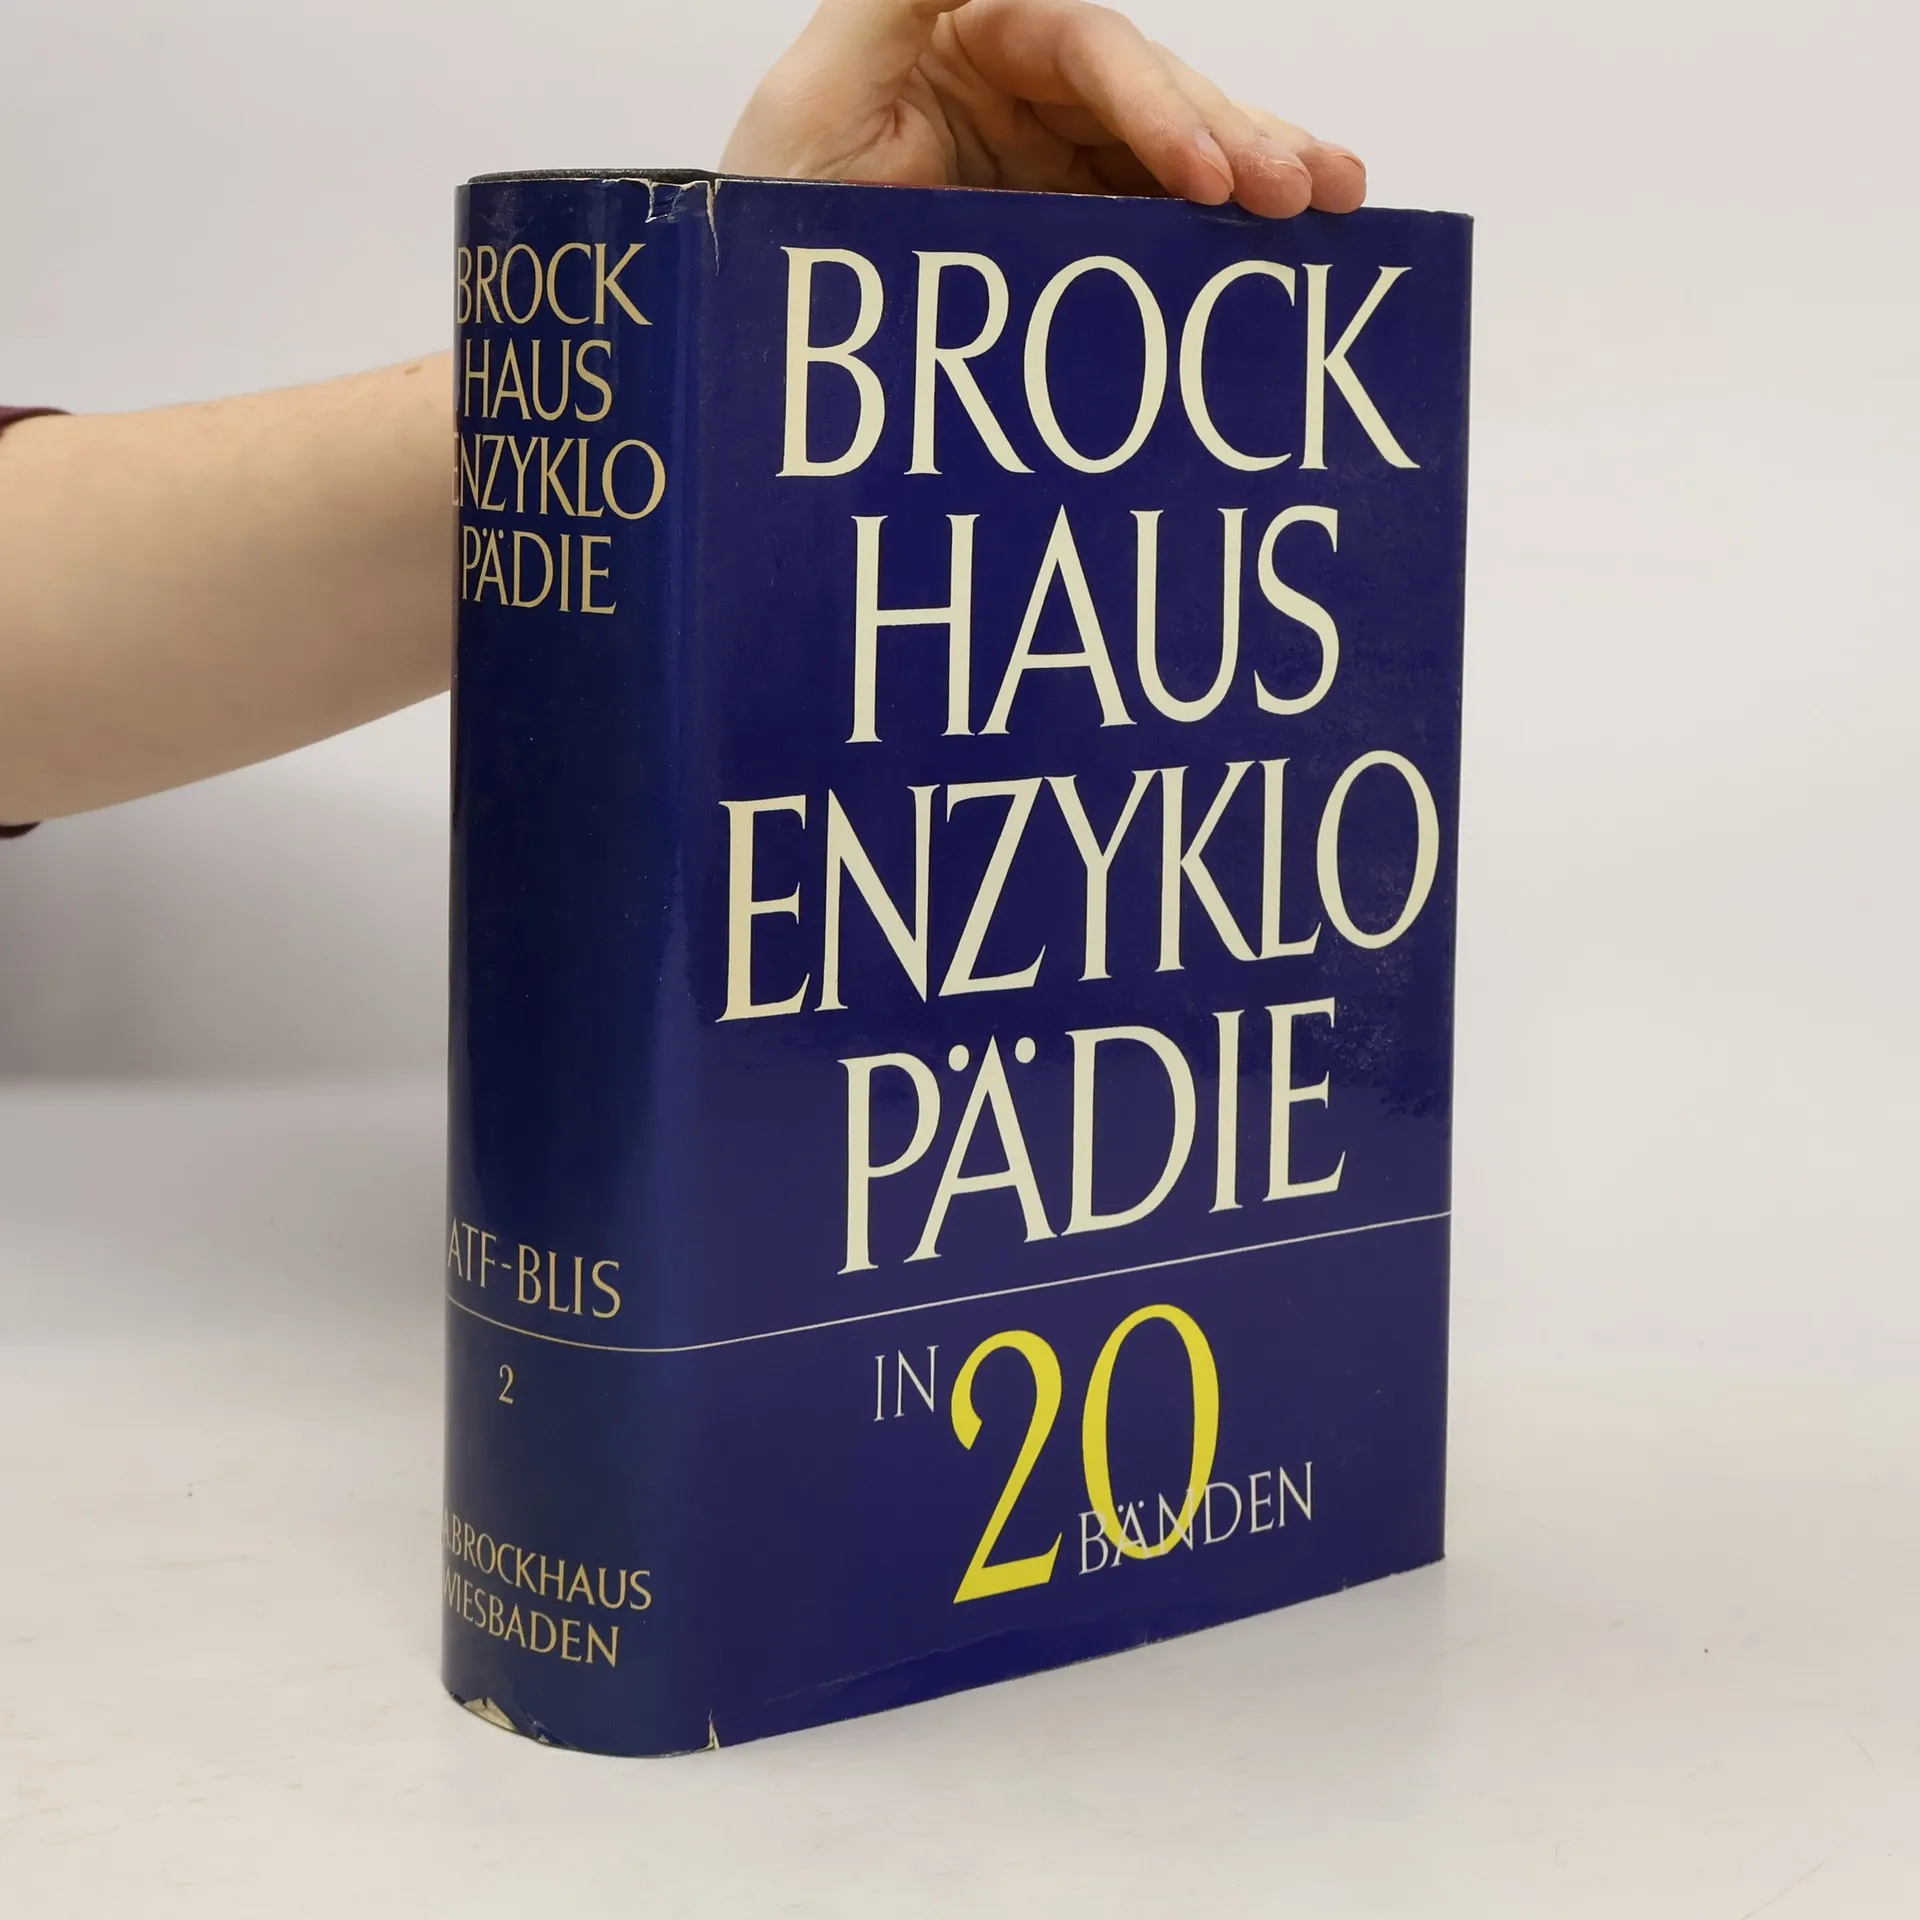 BROCK
HAUS
ENZYKLO
PÄDIE
ATF-BLIS
2
A.BROCKHAUS
WIESBADEN
BROCK
HAUS
ENZYKLO
PÄDIE
IN 20
BÄNDEN